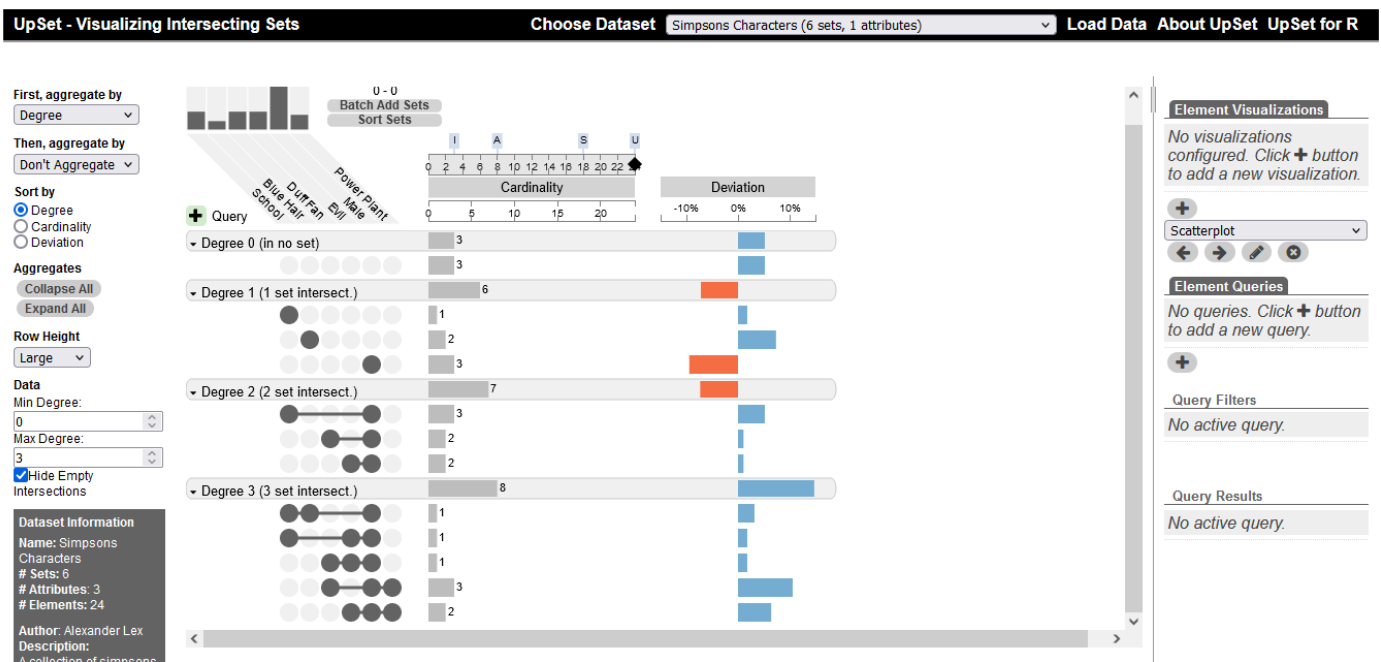 UpSet - Visualizing Intersecting Sets
Choose Dataset
Simpsons Characters (6 sets, 1 attributes)
Load Data About UpSet UpSet for R
First, aggregate by
Degree
Then, aggregate by
Don't Aggregate
Sort by
Degree
Cardinality
Deviation
Aggregates
Collapse All
Expand All
Row Height
Large
Data
Min Degree:
0
Max Degree:
3
Hide Empty
Intersections
Dataset Information
Name: Simpsons
Characters
# Sets: 6
# Attributes: 3
# Elements: 24
Author: Alexander Lex
Description:
A collection of simpsons
0 - 0
Batch Add Sets
Sort Sets
I A S U
0 2 4 6 8 10 12 14 16 18 20 22
Cardinality
Deviation
0 5 10 15 20
-10% 0% 10%
School
Blue Hair
Duff Fan
Evil
Male
Power Plant
Query
Degree 0 (in no set)
3
3
Degree 1 (1 set intersect.)
6
1
2
3
Degree 2 (2 set intersect.)
7
3
2
2
Degree 3 (3 set intersect.)
8
1
1
1
3
2
Element Visualizations
No visualizations
configured. Click + button
to add a new visualization.
Scatterplot
Element Queries
No queries. Click + button
to add a new query.
Query Filters
No active query.
Query Results
No active query.